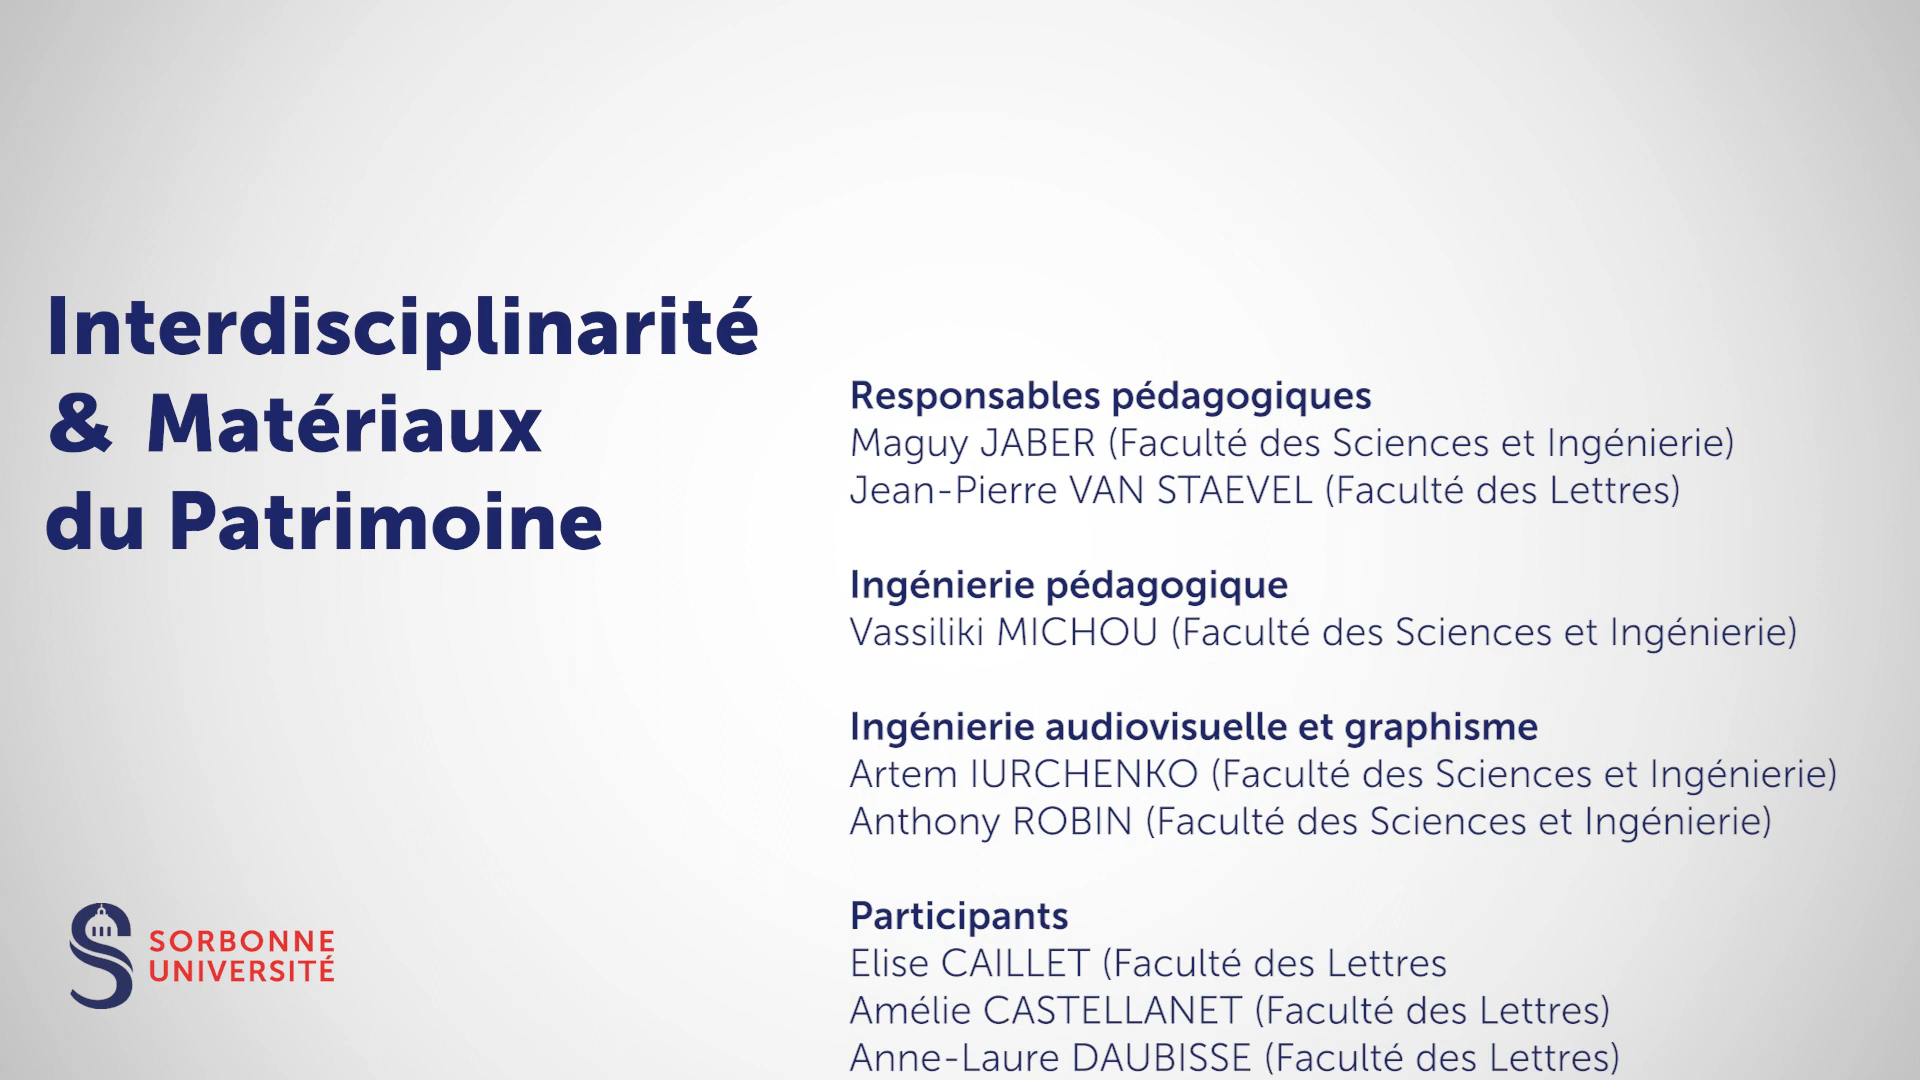 Interdisciplinarité
& Matériaux
du Patrimoine
Responsables pédagogiques
Maguy JABER (Faculté des Sciences et Ingénierie)
Jean-Pierre VAN STAEVEL (Faculté des Lettres)
Ingénierie pédagogique
Vassiliki MICHOU (Faculté des Sciences et Ingénierie)
Ingénierie audiovisuelle et graphisme
Artem IURCHENKO (Faculté des Sciences et Ingénierie)
Anthony ROBIN (Faculté des Sciences et Ingénierie)
Participants
Elise CAILLET (Faculté des Lettres
Amélie CASTELLANET (Faculté des Lettres)
Anne-Laure DAUBISSE (Faculté des Lettres)
SORBONNE
UNIVERSITÉ